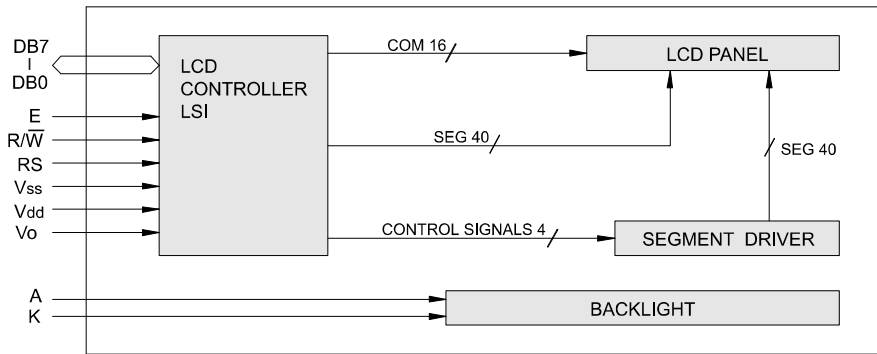 DB7
DB0
E
R/W̅
RS
Vss
Vdd
Vo
A
K
LCD
CONTROLLER
LSI
COM 16
LCD PANEL
SEG 40
SEG 40
CONTROL SIGNALS 4
SEGMENT DRIVER
BACKLIGHT